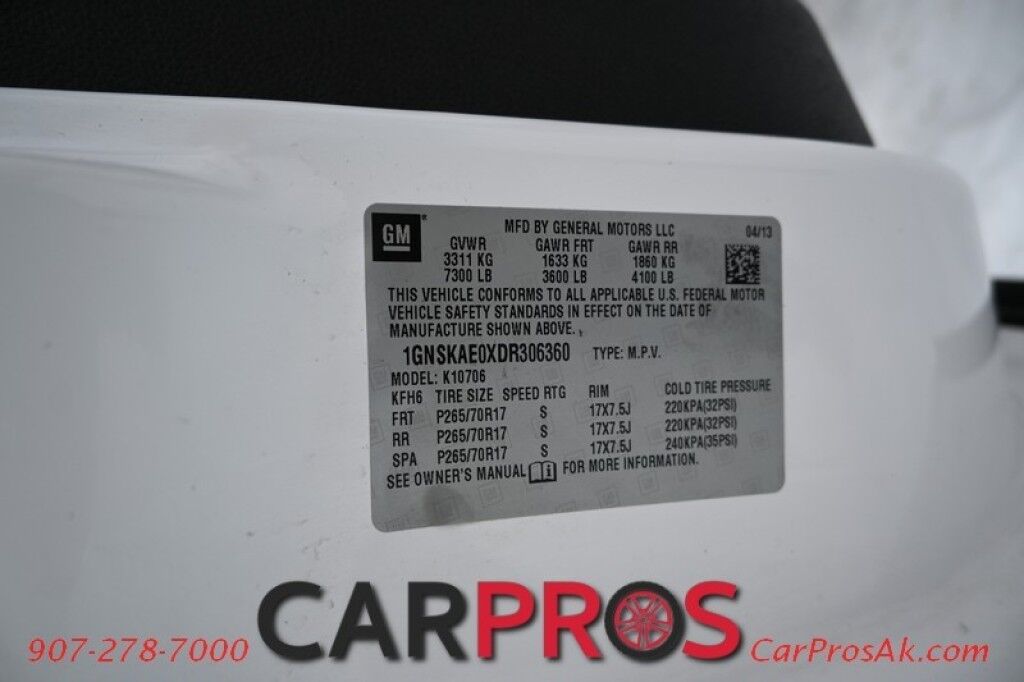 GM
MFD BY GENERAL MOTORS LLC 04/13
GVWR GAWR FRT GAWR RR
3311 KG 1633 KG 1860 KG
7300 LB 3600 LB 4100 LB
THIS VEHICLE CONFORMS TO ALL APPLICABLE U.S. FEDERAL MOTOR
VEHICLE SAFETY STANDARDS IN EFFECT ON THE DATE OF
MANUFACTURE SHOWN ABOVE.
1GNSKAE0XDR306360 TYPE: M.P.V.
MODEL: K10706
KFH6 TIRE SIZE SPEED RTG RIM COLD TIRE PRESSURE
FRT P265/70R17 S 17X7.5J 220KPA(32PSI)
RR P265/70R17 S 17X7.5J 220KPA(32PSI)
SPA P265/70R17 S 17X7.5J 240KPA(35PSI)
SEE OWNER'S MANUAL FOR MORE INFORMATION.
CARPROS
907-278-7000 CarProsAk.com